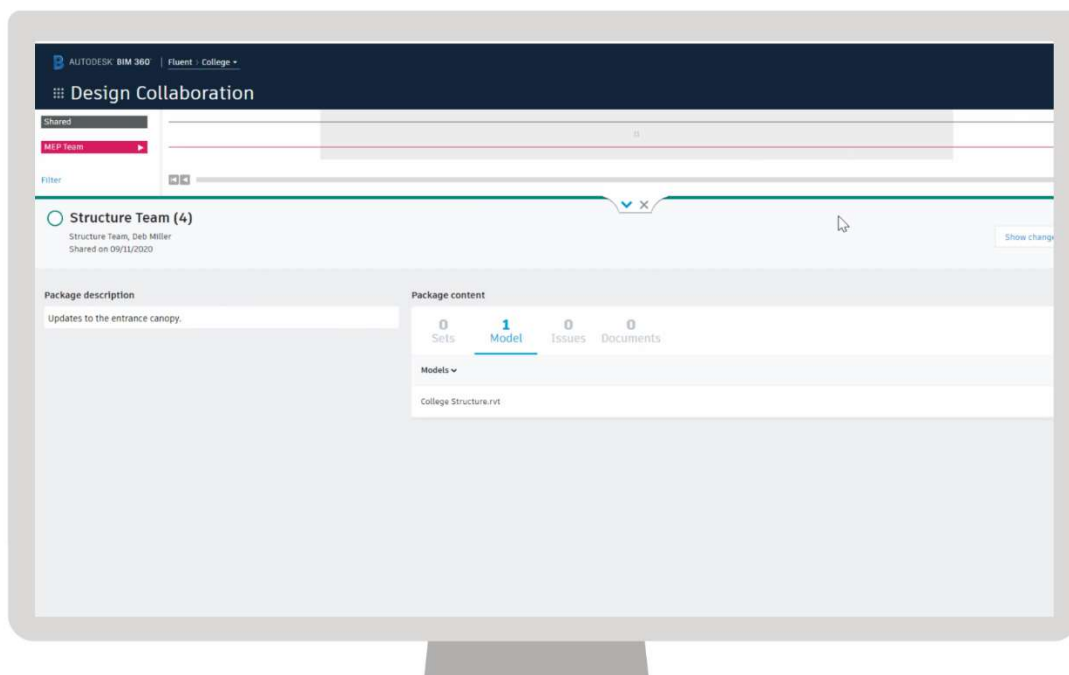 AUTODESK BIM 360 | Fluent > College
Design Collaboration
Shared
MEP Team
Filter
Structure Team (4)
Structure Team, Deb Miller
Shared on 09/11/2020
Show change
Package description
Updates to the entrance canopy.
Package content
0 1 0 0
Sets Model Issues Documents
Models
College Structure.rvt